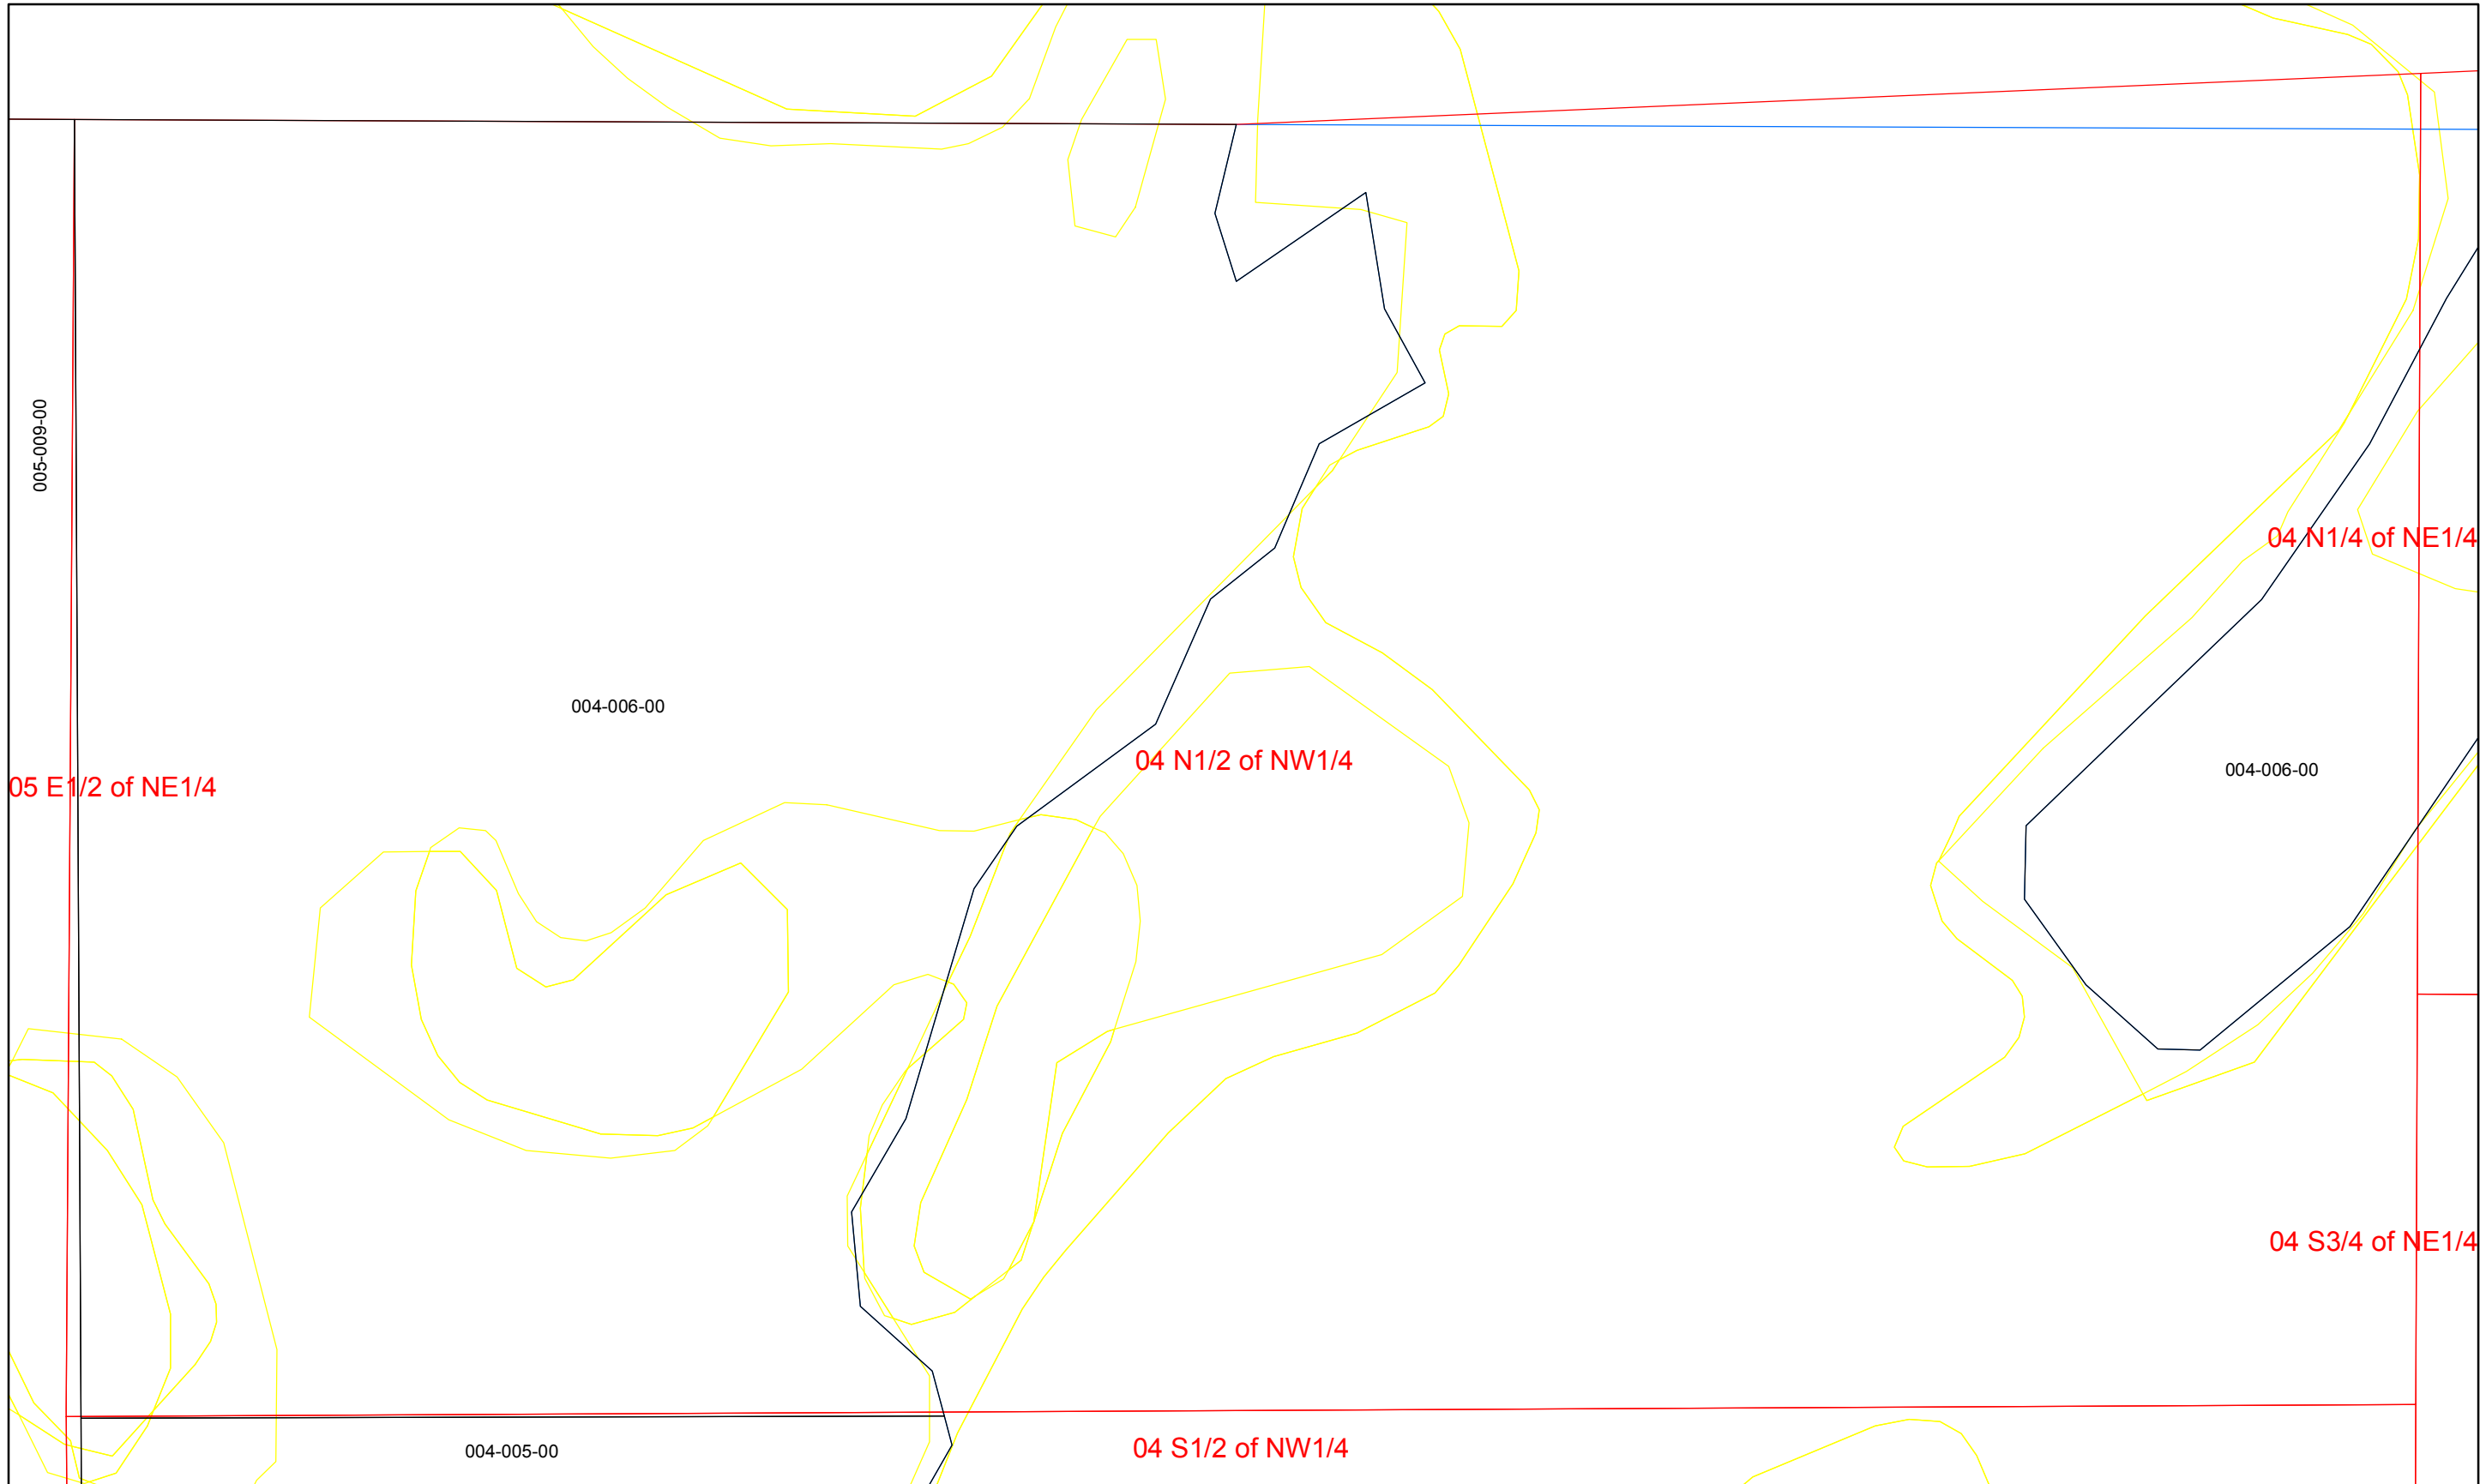 005-009-00
04 N1/4 of NE1/4
004-006-00
04 N1/2 of NW1/4
004-006-00
05 E1/2 of NE1/4
04 S3/4 of NE1/4
004-005-00
04 S1/2 of NW1/4